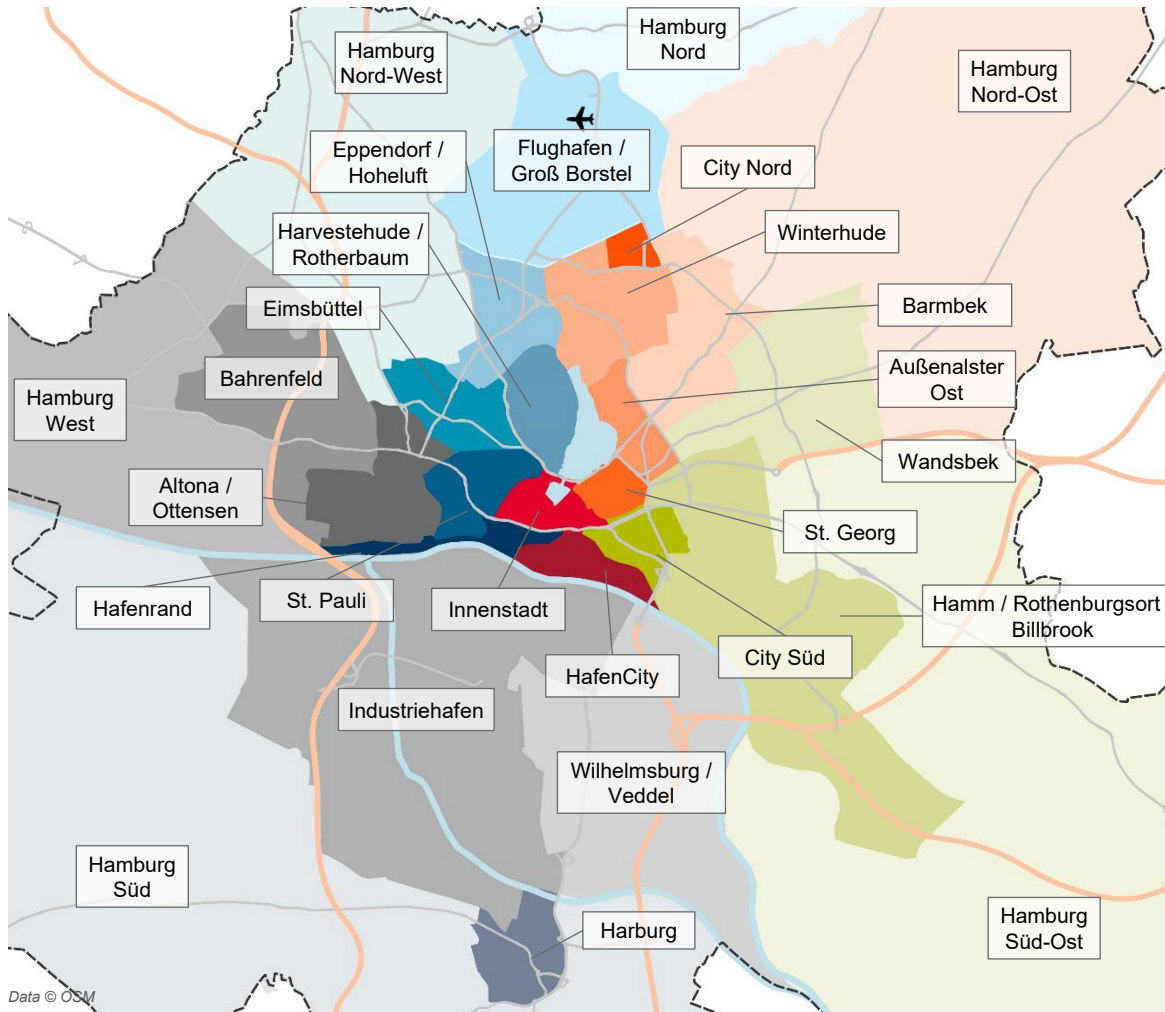 Hamburg
Nord-West
Hamburg
Nord
Hamburg
Nord-Ost
Eppendorf /
Hoheluft
Flughafen /
Groß Borstel
City Nord
Harvestehude /
Rotherbaum
Winterhude
Eimsbüttel
Barmbek
Bahrenfeld
Außenalster
Ost
Hamburg
West
Wandsbek
Altona /
Ottensen
St. Georg
Hafenrand
St. Pauli
Innenstadt
Hamm / Rothenburgsort
Billbrook
City Süd
HafenCity
Industriehafen
Wilhelmsburg /
Veddel
Hamburg
Süd
Harburg
Hamburg
Süd-Ost
Data © OSM